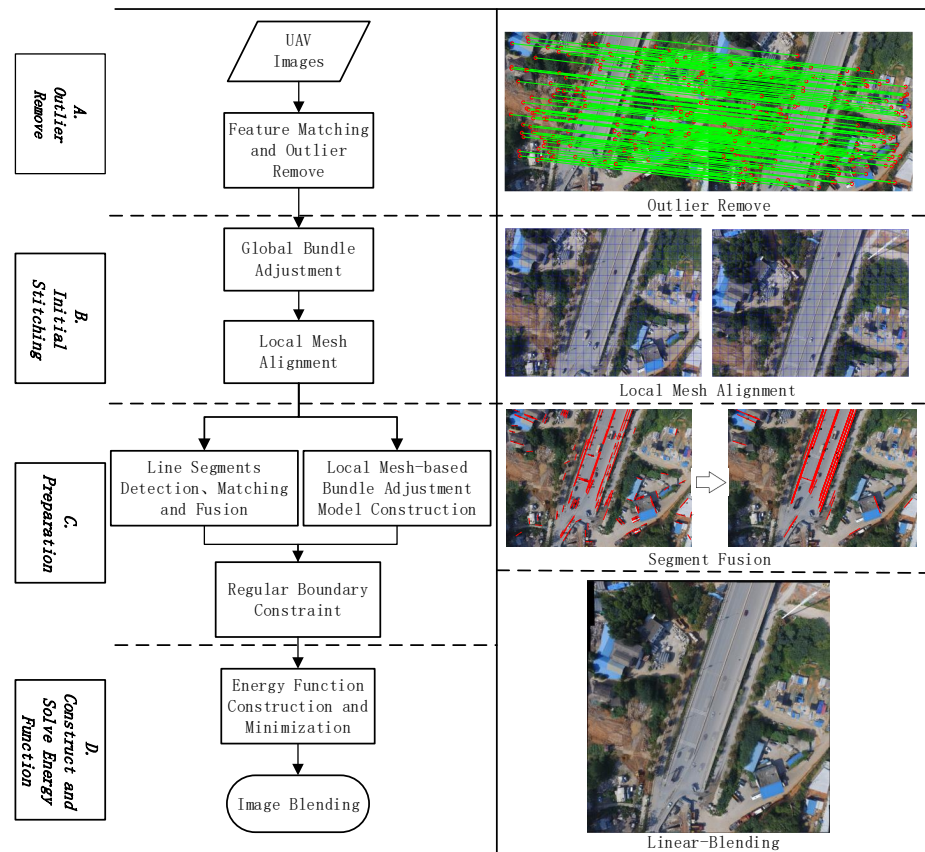 A.
Outlier
Remove
UAV
Images
Feature Matching
and Outlier
Remove
Outlier Remove
B.
Initial
Stitching
Global Bundle
Adjustment
Local Mesh
Alignment
Local Mesh Alignment
C.
Preparation
Line Segments
Detection、Matching
and Fusion
Local Mesh-based
Bundle Adjustment
Model Construction
Regular Boundary
Constraint
Segment Fusion
D.
Construct and
Solve Energy
Function
Energy Function
Construction and
Minimization
Image Blending
Linear-Blending